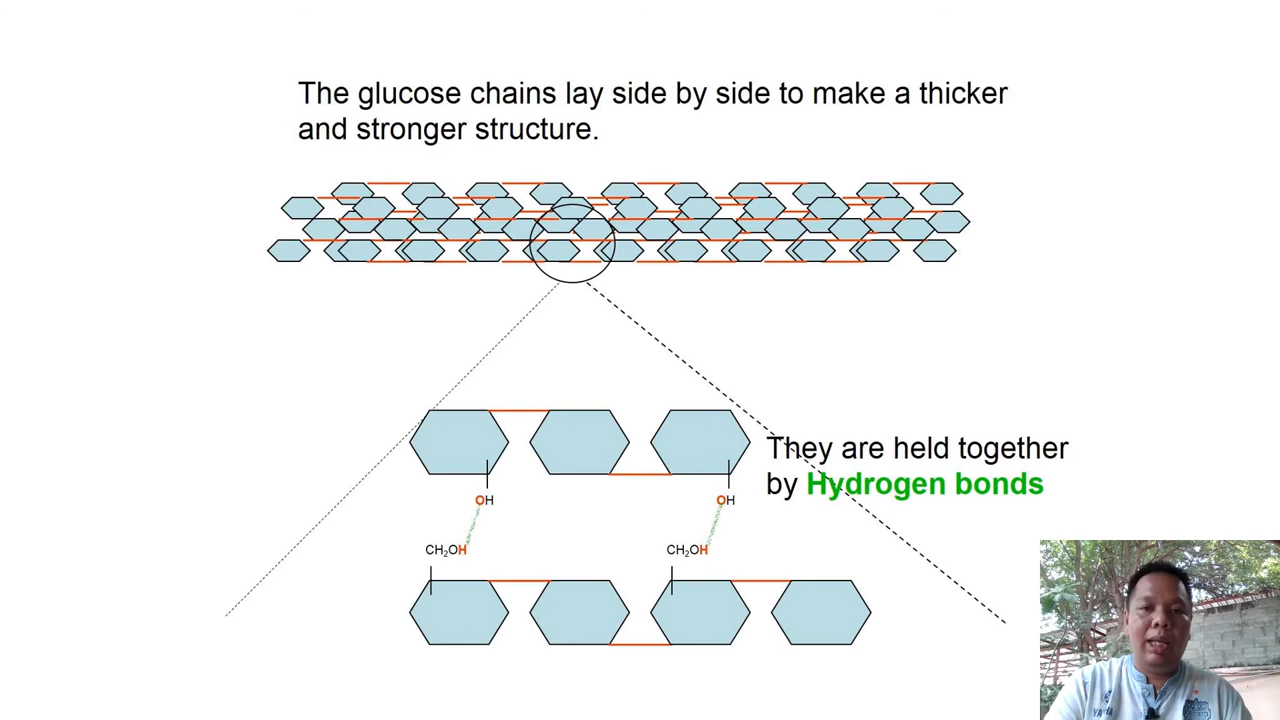 The glucose chains lay side by side to make a thicker
and stronger structure.
They are held together
by Hydrogen bonds
OH
OH
CH₂OH
CH₂OH